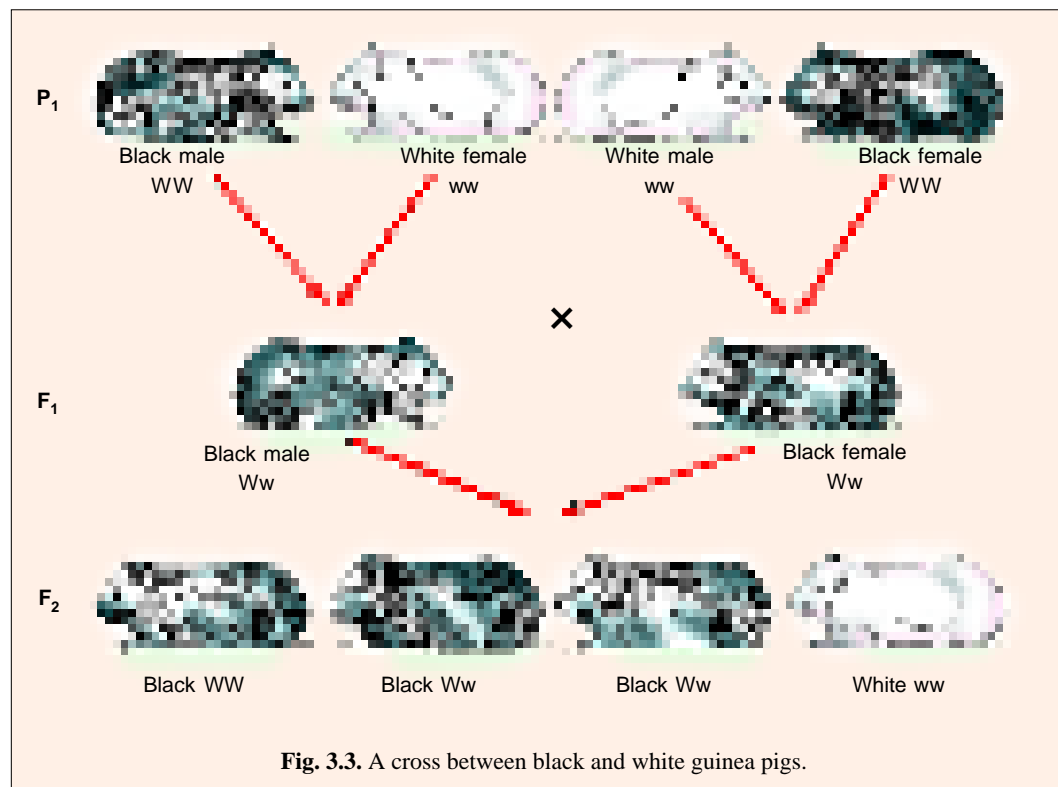 P1
Black male White female White male Black female
WW ww ww WW
×
F1
Black male Black female
Ww Ww
F2
Black WW Black Ww Black Ww White ww
Fig. 3.3. A cross between black and white guinea pigs.